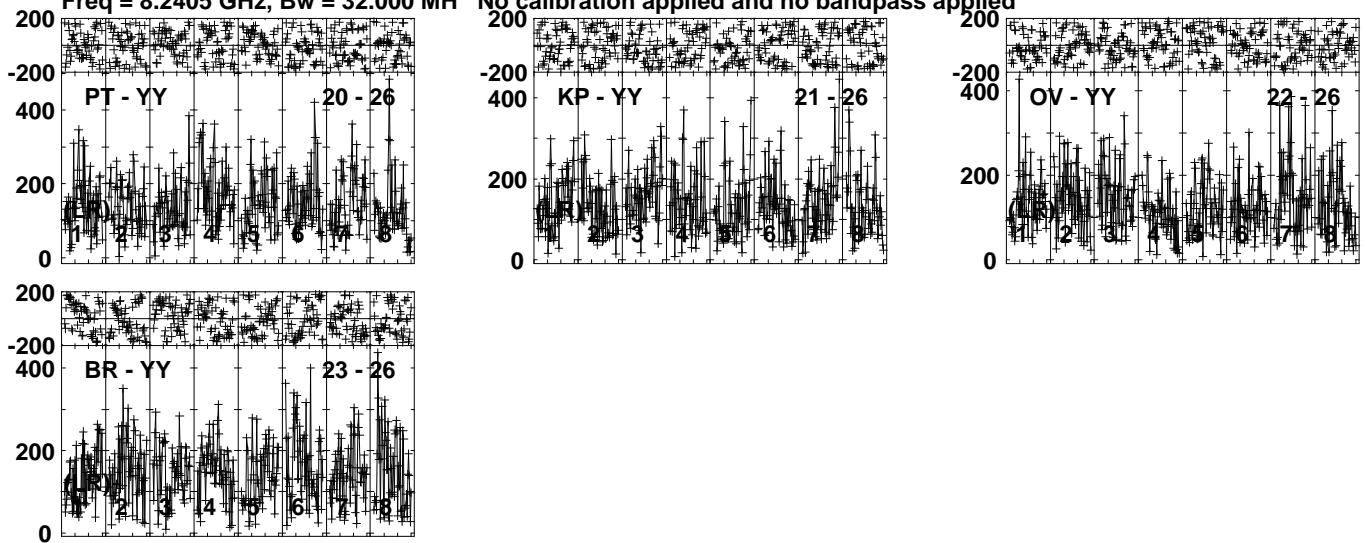 Freq = 8.2405 GHz, Bw = 32.000 MH No calibration applied and no bandpass applied
200
-200
400
200
0
PT - YY 20 - 26
(LR)
1 2 3 4 5 6 7 8
200
-200
400
200
0
KP - YY 21 - 26
(LR)
1 2 3 4 5 6 7 8
200
-200
400
200
0
OV - YY 22 - 26
(LR)
1 2 3 4 5 6 7 8
200
-200
400
200
0
BR - YY 23 - 26
(LR)
1 2 3 4 5 6 7 8